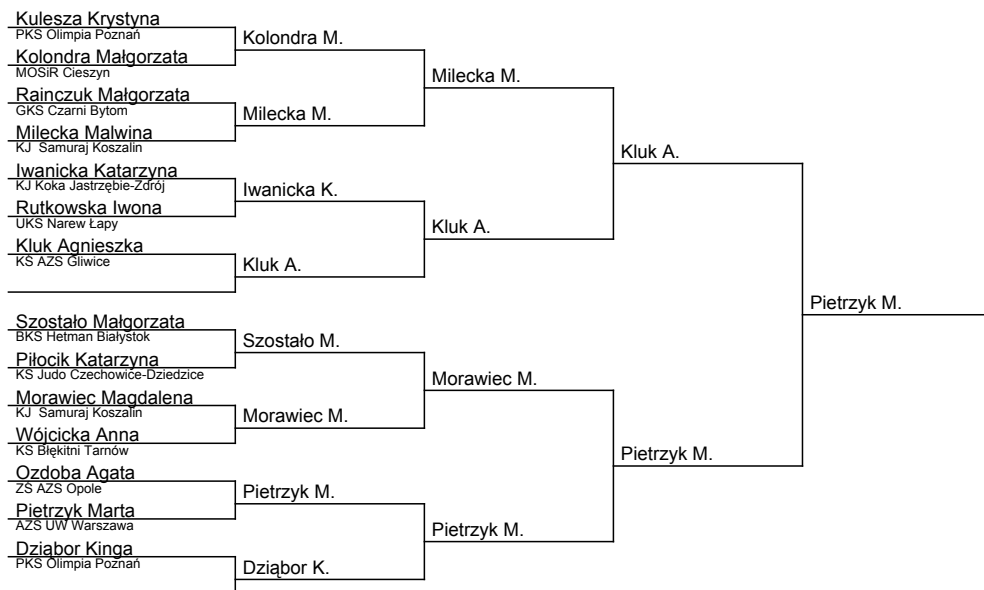 Kulesza Krystyna
PKS Olimpia Poznań
Kolondra M.
Kolondra Małgorzata
MOSiR Cieszyn
Milecka M.
Rainczuk Małgorzata
GKS Czarni Bytom
Milecka M.
Milecka Malwina
KJ Samuraj Koszalin
Kluk A.
Iwanicka Katarzyna
KJ Koka Jastrzębie-Zdrój
Iwanicka K.
Rutkowska Iwona
UKS Narew Łapy
Kluk A.
Kluk Agnieszka
KŚ AZS Gliwice
Kluk A.
Pietrzyk M.
Szostało Małgorzata
BKS Hetman Białystok
Szostało M.
Piłocik Katarzyna
KS Judo Czechowice-Dziedzice
Morawiec M.
Morawiec Magdalena
KJ Samuraj Koszalin
Morawiec M.
Wójcicka Anna
KS Błękitni Tarnów
Pietrzyk M.
Ozdoba Agata
ZŚ AZS Opole
Pietrzyk M.
Pietrzyk Marta
AZS UW Warszawa
Pietrzyk M.
Dziąbor Kinga
PKS Olimpia Poznań
Dziąbor K.